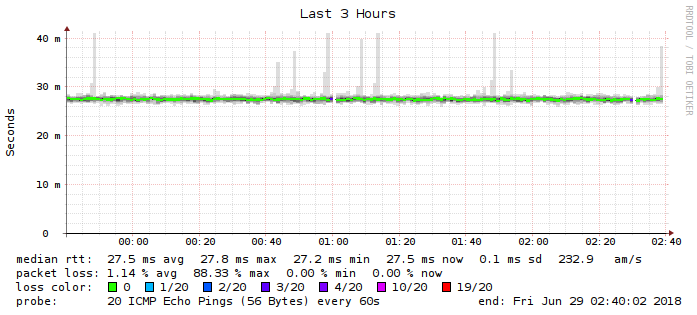 Last 3 Hours
RRDTOOL / TOBI OETIKER
Seconds
40 m
30 m
20 m
10 m
0
00:00 00:20 00:40 01:00 01:20 01:40 02:00 02:20 02:40
median rtt: 27.5 ms avg 27.8 ms max 27.2 ms min 27.5 ms now 0.1 ms sd 232.9 am/s
packet loss: 1.14 % avg 88.33 % max 0.00 % min 0.00 % now
loss color: 0 1/20 2/20 3/20 4/20 10/20 19/20
probe: 20 ICMP Echo Pings (56 Bytes) every 60s end: Fri Jun 29 02:40:02 2018